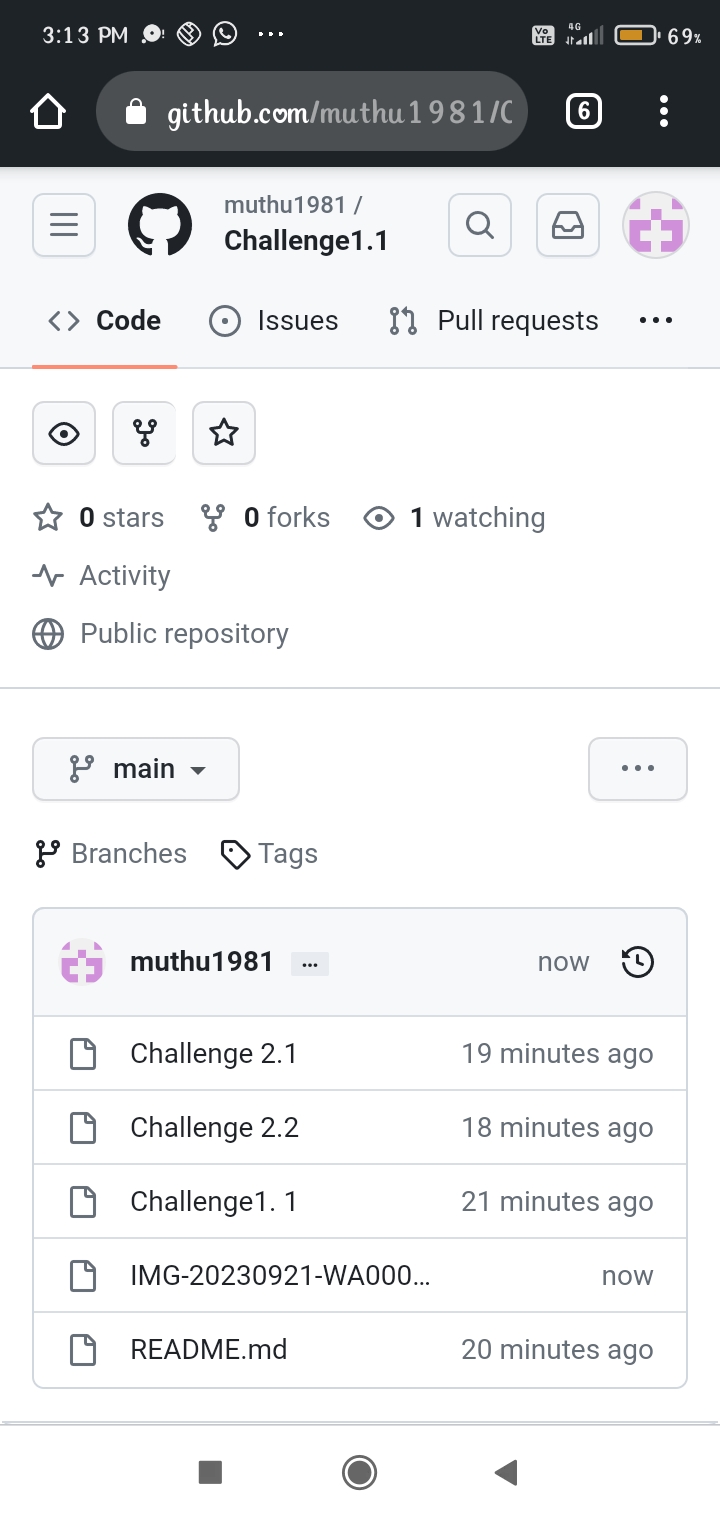 3:13 PM ... Vo LTE 4G 69%
github.com/muthu1981/C 6
muthu1981 /
Challenge1.1
Code Issues Pull requests ...
0 stars 0 forks 1 watching
Activity
Public repository
main ...
Branches Tags
muthu1981 ... now
Challenge 2.1 19 minutes ago
Challenge 2.2 18 minutes ago
Challenge1. 1 21 minutes ago
IMG-20230921-WA000... now
README.md 20 minutes ago